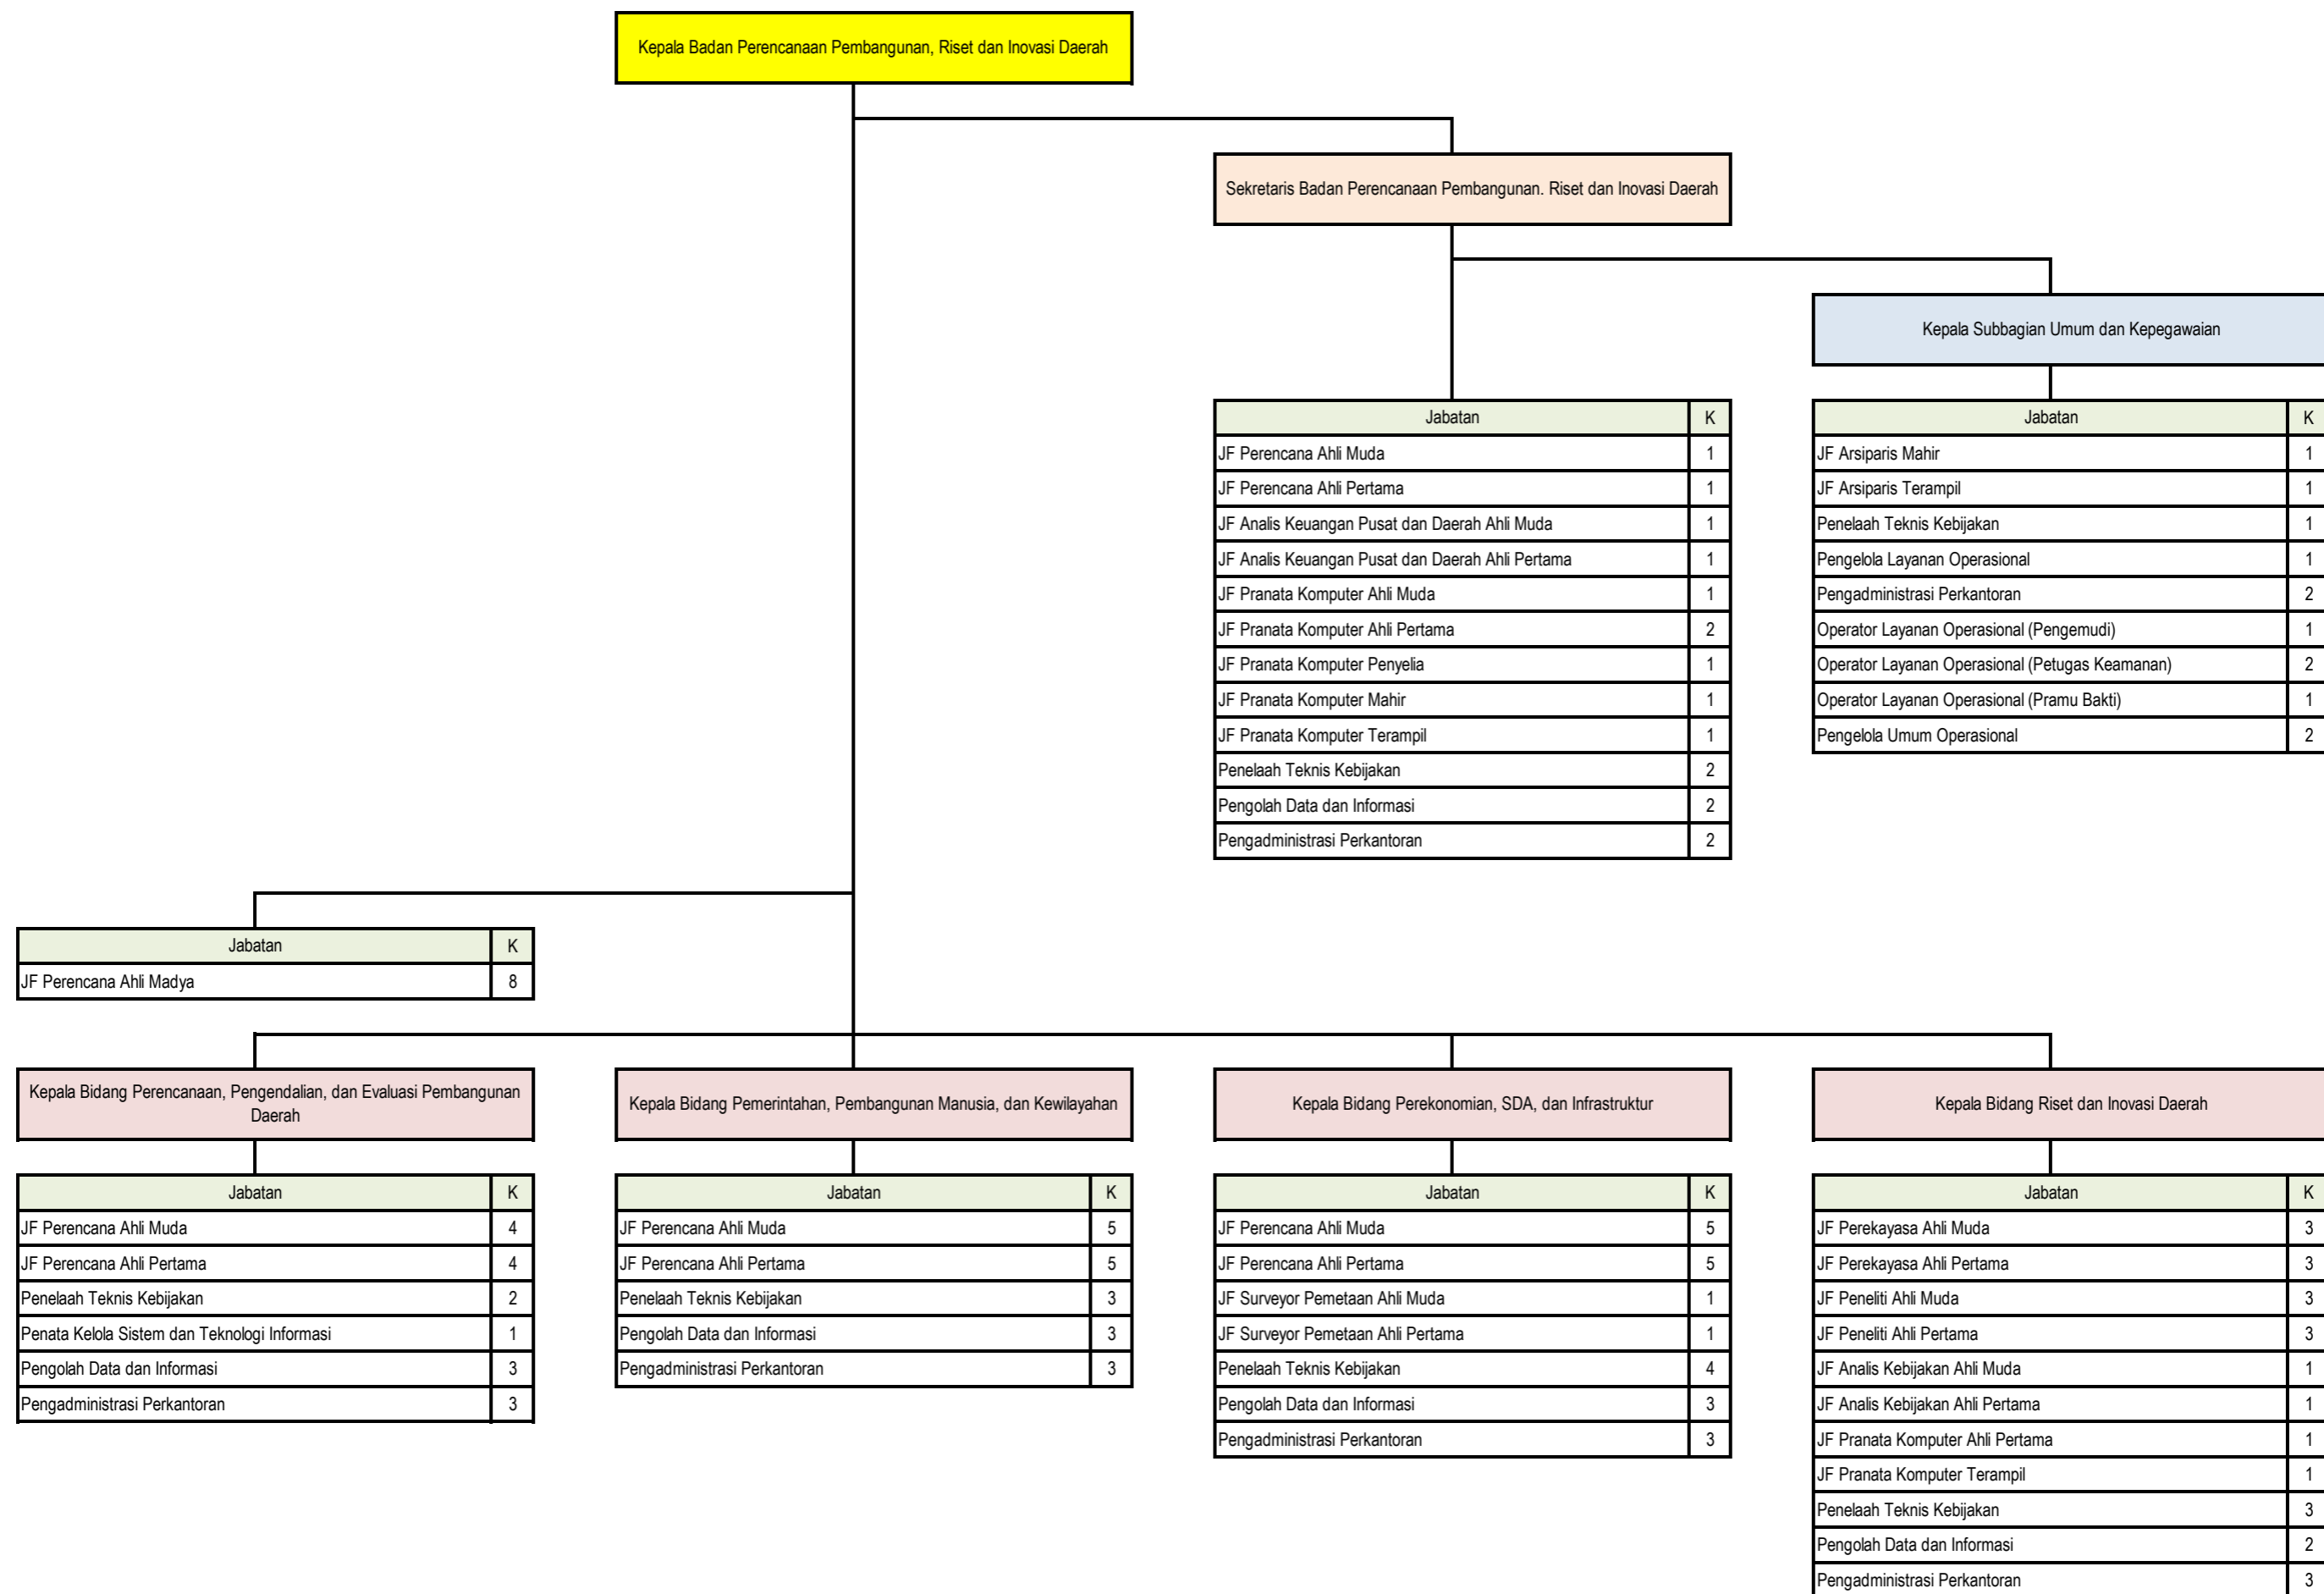 Kepala Badan Perencanaan Pembangunan, Riset dan Inovasi Daerah
Sekretaris Badan Perencanaan Pembangunan. Riset dan Inovasi Daerah
Kepala Subbagian Umum dan Kepegawaian
Jabatan K
JF Perencana Ahli Muda 1
JF Perencana Ahli Pertama 1
JF Analis Keuangan Pusat dan Daerah Ahli Muda 1
JF Analis Keuangan Pusat dan Daerah Ahli Pertama 1
JF Pranata Komputer Ahli Muda 1
JF Pranata Komputer Ahli Pertama 2
JF Pranata Komputer Penyelia 1
JF Pranata Komputer Mahir 1
JF Pranata Komputer Terampil 1
Penelaah Teknis Kebijakan 2
Pengolah Data dan Informasi 2
Pengadministrasi Perkantoran 2
Jabatan K
JF Arsiparis Mahir 1
JF Arsiparis Terampil 1
Penelaah Teknis Kebijakan 1
Pengelola Layanan Operasional 1
Pengadministrasi Perkantoran 2
Operator Layanan Operasional (Pengemudi) 1
Operator Layanan Operasional (Petugas Keamanan) 2
Operator Layanan Operasional (Pramu Bakti) 1
Pengelola Umum Operasional 2
Jabatan K
JF Perencana Ahli Madya 8
Kepala Bidang Perencanaan, Pengendalian, dan Evaluasi Pembangunan
Daerah
Jabatan K
JF Perencana Ahli Muda 4
JF Perencana Ahli Pertama 4
Penelaah Teknis Kebijakan 2
Penata Kelola Sistem dan Teknologi Informasi 1
Pengolah Data dan Informasi 3
Pengadministrasi Perkantoran 3
Kepala Bidang Pemerintahan, Pembangunan Manusia, dan Kewilayahan
Jabatan K
JF Perencana Ahli Muda 5
JF Perencana Ahli Pertama 5
Penelaah Teknis Kebijakan 3
Pengolah Data dan Informasi 3
Pengadministrasi Perkantoran 3
Kepala Bidang Perekonomian, SDA, dan Infrastruktur
Jabatan K
JF Perencana Ahli Muda 5
JF Perencana Ahli Pertama 5
JF Surveyor Pemetaan Ahli Muda 1
JF Surveyor Pemetaan Ahli Pertama 1
Penelaah Teknis Kebijakan 4
Pengolah Data dan Informasi 3
Pengadministrasi Perkantoran 3
Kepala Bidang Riset dan Inovasi Daerah
Jabatan K
JF Perekayasa Ahli Muda 3
JF Perekayasa Ahli Pertama 3
JF Peneliti Ahli Muda 3
JF Peneliti Ahli Pertama 3
JF Analis Kebijakan Ahli Muda 1
JF Analis Kebijakan Ahli Pertama 1
JF Pranata Komputer Ahli Pertama 1
JF Pranata Komputer Terampil 1
Penelaah Teknis Kebijakan 3
Pengolah Data dan Informasi 2
Pengadministrasi Perkantoran 3